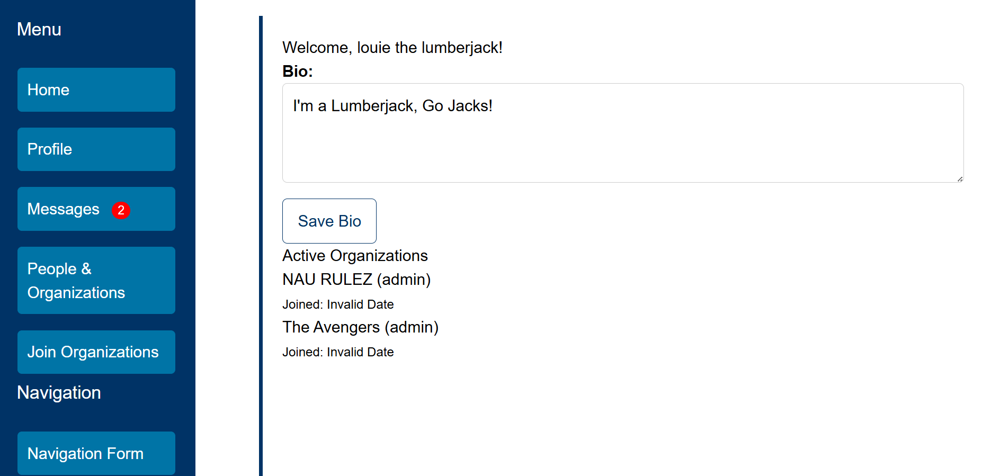 Menu
Home
Profile
Messages 2
People &
Organizations
Join Organizations
Navigation
Navigation Form
Welcome, louie the lumberjack!
Bio:
I'm a Lumberjack, Go Jacks!
Save Bio
Active Organizations
NAU RULEZ (admin)
Joined: Invalid Date
The Avengers (admin)
Joined: Invalid Date